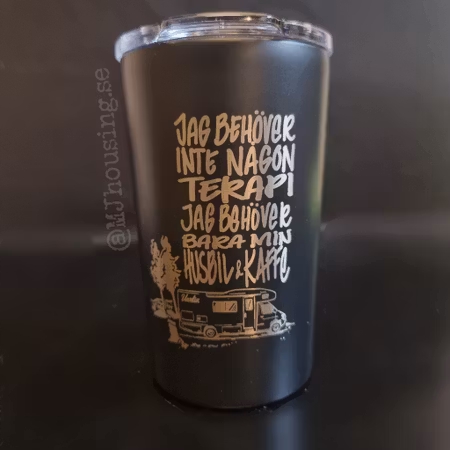 JAG BEHÖVER
INTE NÅGON
TERAPI
JAG BEHÖVER
BARA MIN
HUSBIL & KAFFE
@MJhousing.se